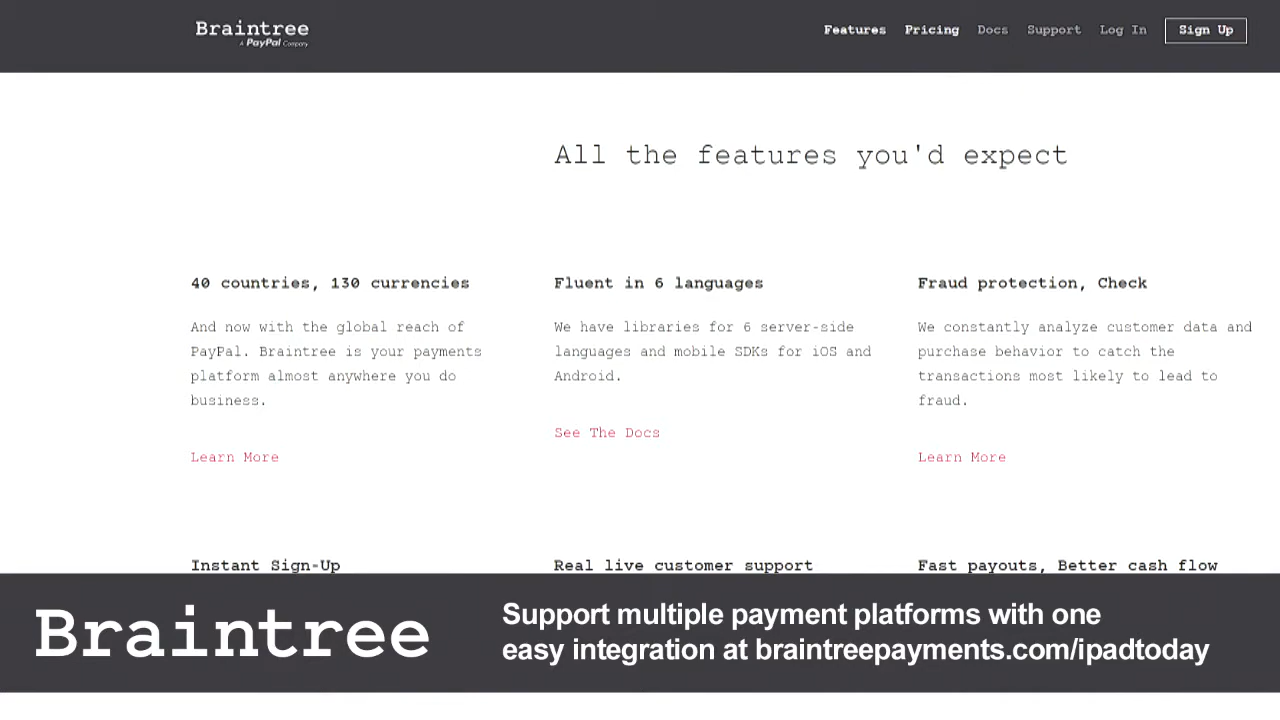 Braintree
A PayPal Company
Features Pricing Docs Support Log In Sign Up
All the features you'd expect
40 countries, 130 currencies
And now with the global reach of
PayPal. Braintree is your payments
platform almost anywhere you do
business.
Learn More
Fluent in 6 languages
We have libraries for 6 server-side
languages and mobile SDKs for iOS and
Android.
See The Docs
Fraud protection, Check
We constantly analyze customer data and
purchase behavior to catch the
transactions most likely to lead to
fraud.
Learn More
Instant Sign-Up
Real live customer support
Fast payouts, Better cash flow
Braintree
Support multiple payment platforms with one
easy integration at braintreepayments.com/ipadtoday